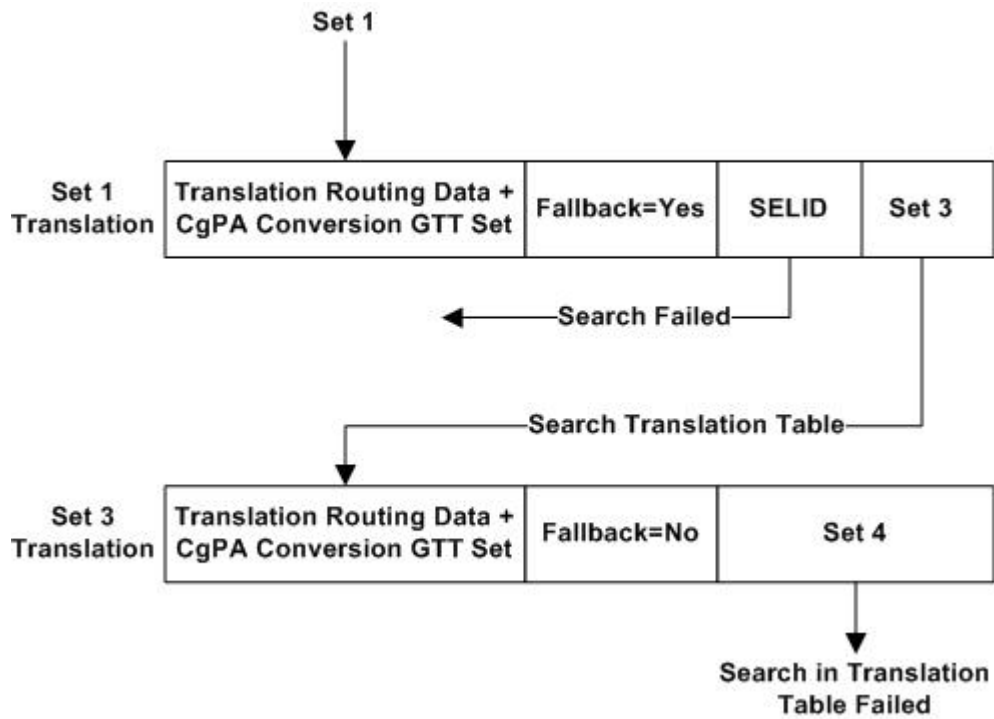 Set 1
Set 1
Translation
Translation Routing Data +
CgPA Conversion GTT Set
Fallback=Yes
SELID
Set 3
Search Failed
Search Translation Table
Set 3
Translation
Translation Routing Data +
CgPA Conversion GTT Set
Fallback=No
Set 4
Search in Translation
Table Failed